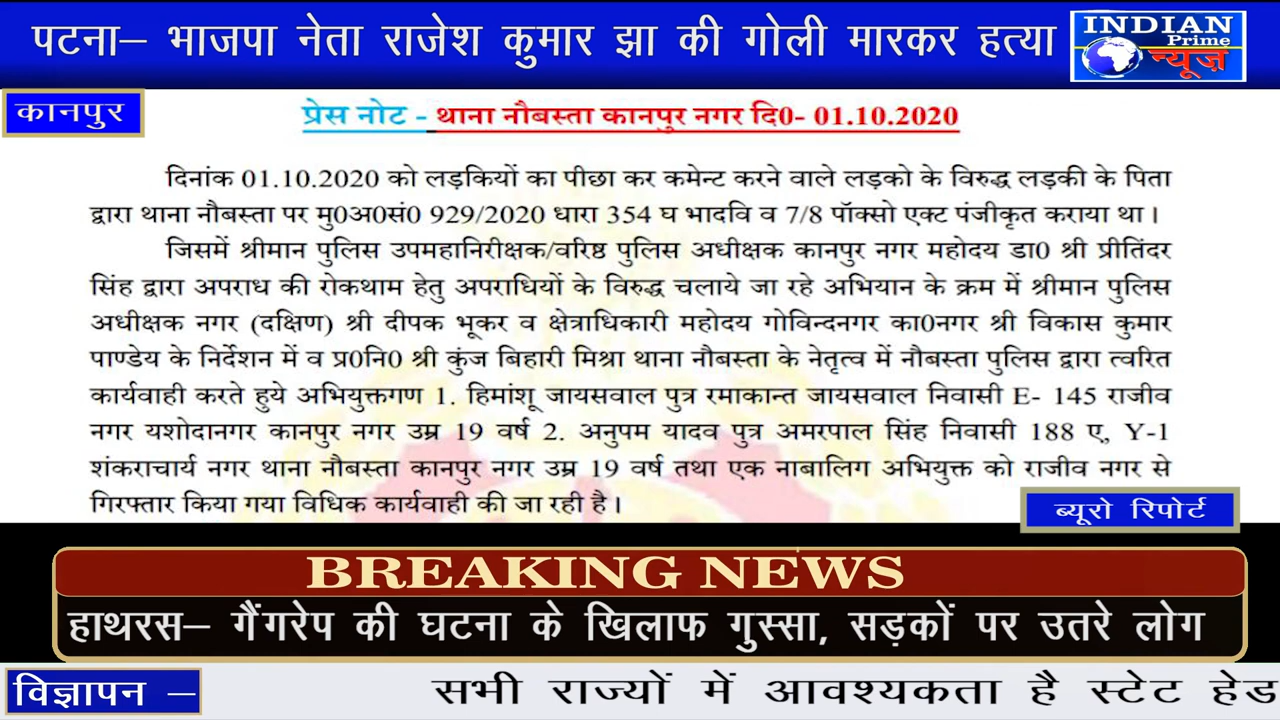 पटना– भाजपा नेता राजेश कुमार झा की गोली मारकर हत्या
INDIAN
Prime
न्यूज़
कानपुर
प्रेस नोट - थाना नौबस्ता कानपुर नगर दि0- 01.10.2020
दिनांक 01.10.2020 को लड़कियों का पीछा कर कमेन्ट करने वाले लड़को के विरुद्ध लड़की के पिता
द्वारा थाना नौबस्ता पर मु0अ0सं0 929/2020 धारा 354 घ भादवि व 7/8 पॉक्सो एक्ट पंजीकृत कराया था।
जिसमें श्रीमान पुलिस उपमहानिरीक्षक/वरिष्ठ पुलिस अधीक्षक कानपुर नगर महोदय डा0 श्री प्रीतिंदर
सिंह द्वारा अपराध की रोकथाम हेतु अपराधियों के विरुद्ध चलाये जा रहे अभियान के क्रम में श्रीमान पुलिस
अधीक्षक नगर (दक्षिण) श्री दीपक भूकर व क्षेत्राधिकारी महोदय गोविन्दनगर का0नगर श्री विकास कुमार
पाण्डेय के निर्देशन में व प्र0नि0 श्री कुंज बिहारी मिश्रा थाना नौबस्ता के नेतृत्व में नौबस्ता पुलिस द्वारा त्वरित
कार्यवाही करते हुये अभियुक्तगण 1. हिमांशू जायसवाल पुत्र रमाकान्त जायसवाल निवासी E- 145 राजीव
नगर यशोदानगर कानपुर नगर उम्र 19 वर्ष 2. अनुपम यादव पुत्र अमरपाल सिंह निवासी 188 ए, Y-1
शंकराचार्य नगर थाना नौबस्ता कानपुर नगर उम्र 19 वर्ष तथा एक नाबालिग अभियुक्त को राजीव नगर से
गिरफ्तार किया गया विधिक कार्यवाही की जा रही है।
ब्यूरो रिपोर्ट
BREAKING NEWS
हाथरस– गैंगरेप की घटना के खिलाफ गुस्सा, सड़कों पर उतरे लोग
विज्ञापन – सभी राज्यों में आवश्यकता है स्टेट हेड